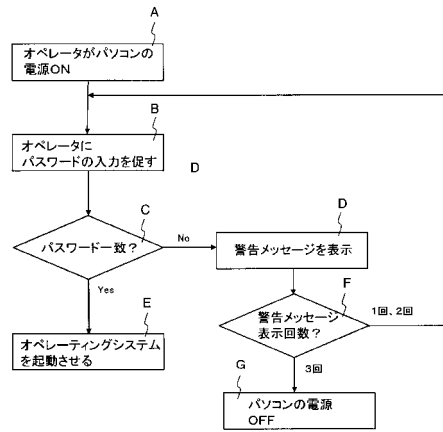 A
オペレータがパソコンの
電源ON
B
オペレータに
パスワードの入力を促す
D
C
パスワード一致？
No
Yes
D
警告メッセージを表示
F
警告メッセージ
表示回数？
1回、2回
3回
E
オペレーティングシステム
を起動させる
G
パソコンの電源
OFF